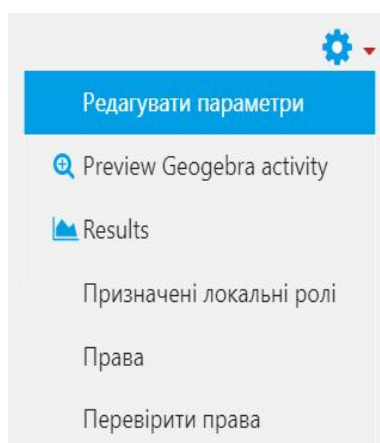 Редагувати параметри
Preview Geogebra activity
Results
Призначені локальні ролі
Права
Перевірити права